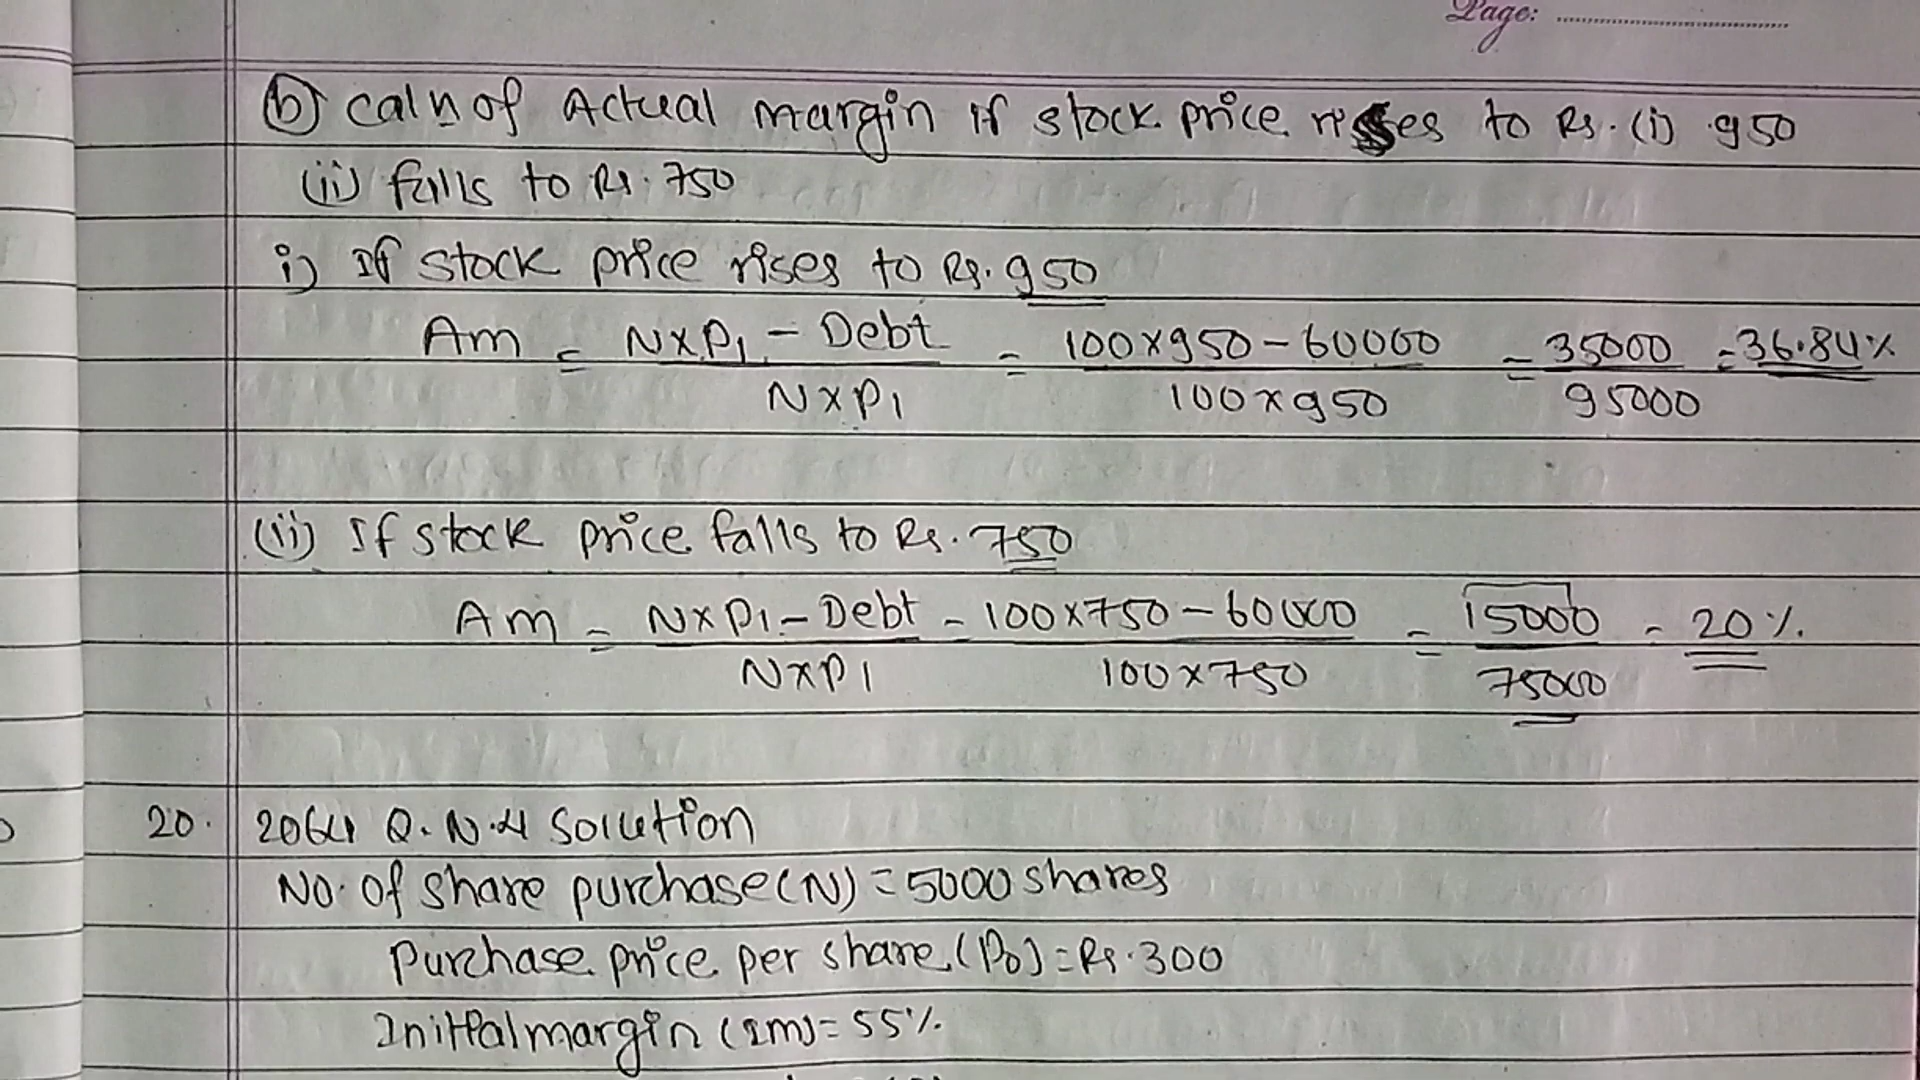 Page: ..............
(b) caln of Actual margin if stock price rises to Rs. (i) 950
(ii) falls to Rs. 750
i) If stock price rises to Rs. 950
Am = N×P1 - Debt / N×P1 = 100×950-60000 / 100×950 = 35000 / 95000 = 36.84%
(ii) If stock price falls to Rs. 750
Am = N×P1 - Debt / N×P1 = 100×750-60000 / 100×750 = 15000 / 75000 = 20%
20. 2064 Q.N.4 Solution
No. of share purchase (N) = 5000 shares
purchase price per share (P0) = Rs. 300
Initial margin (Im) = 55%